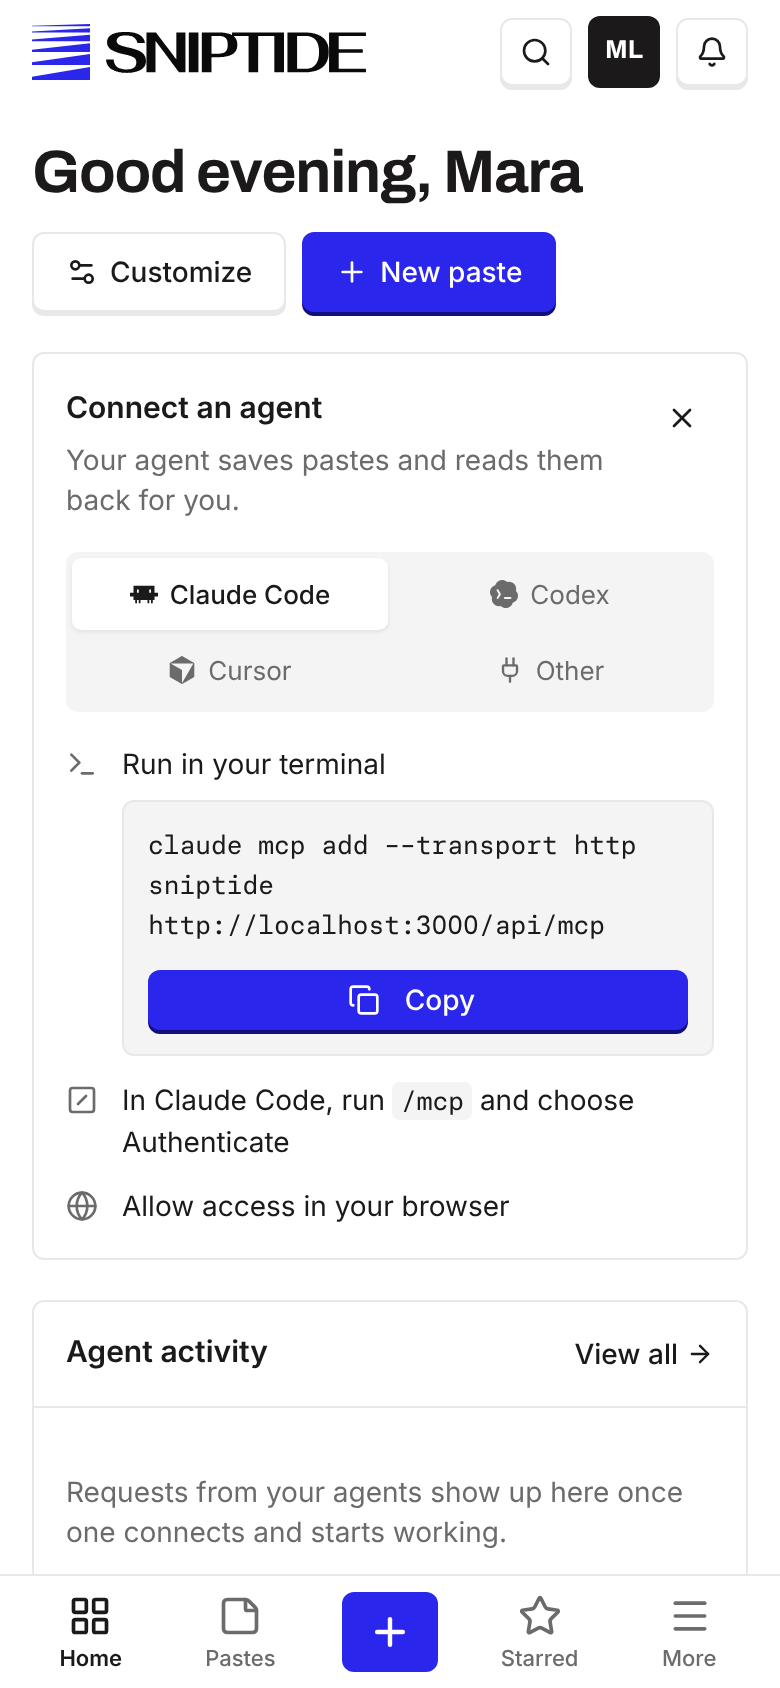 SNIPTIDE
ML
Good evening, Mara
Customize
New paste
Connect an agent
Your agent saves pastes and reads them
back for you.
Claude Code
Codex
Cursor
Other
Run in your terminal
claude mcp add --transport http
sniptide
http://localhost:3000/api/mcp
Copy
In Claude Code, run /mcp and choose
Authenticate
Allow access in your browser
Agent activity
View all
Requests from your agents show up here once
one connects and starts working.
Home
Pastes
Starred
More